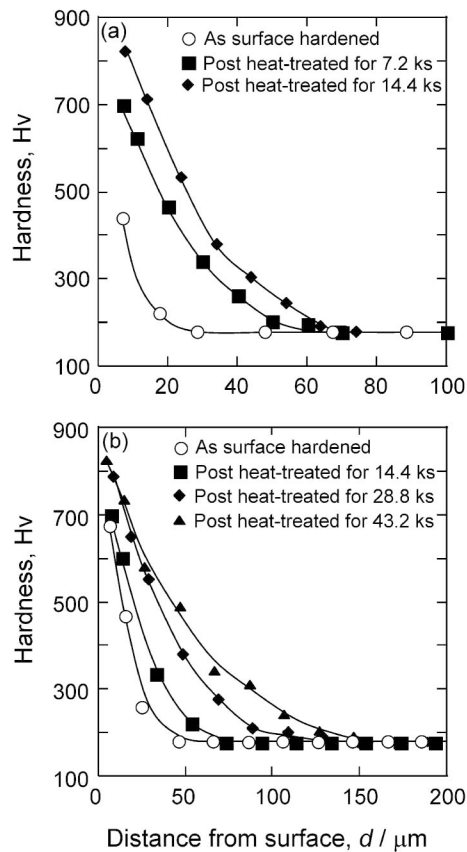 (a)
As surface hardened
Post heat-treated for 7.2 ks
Post heat-treated for 14.4 ks
Hardness, Hv
900
700
500
300
100
0 20 40 60 80 100
(b)
As surface hardened
Post heat-treated for 14.4 ks
Post heat-treated for 28.8 ks
Post heat-treated for 43.2 ks
Hardness, Hv
900
700
500
300
100
0 50 100 150 200
Distance from surface, d / μm